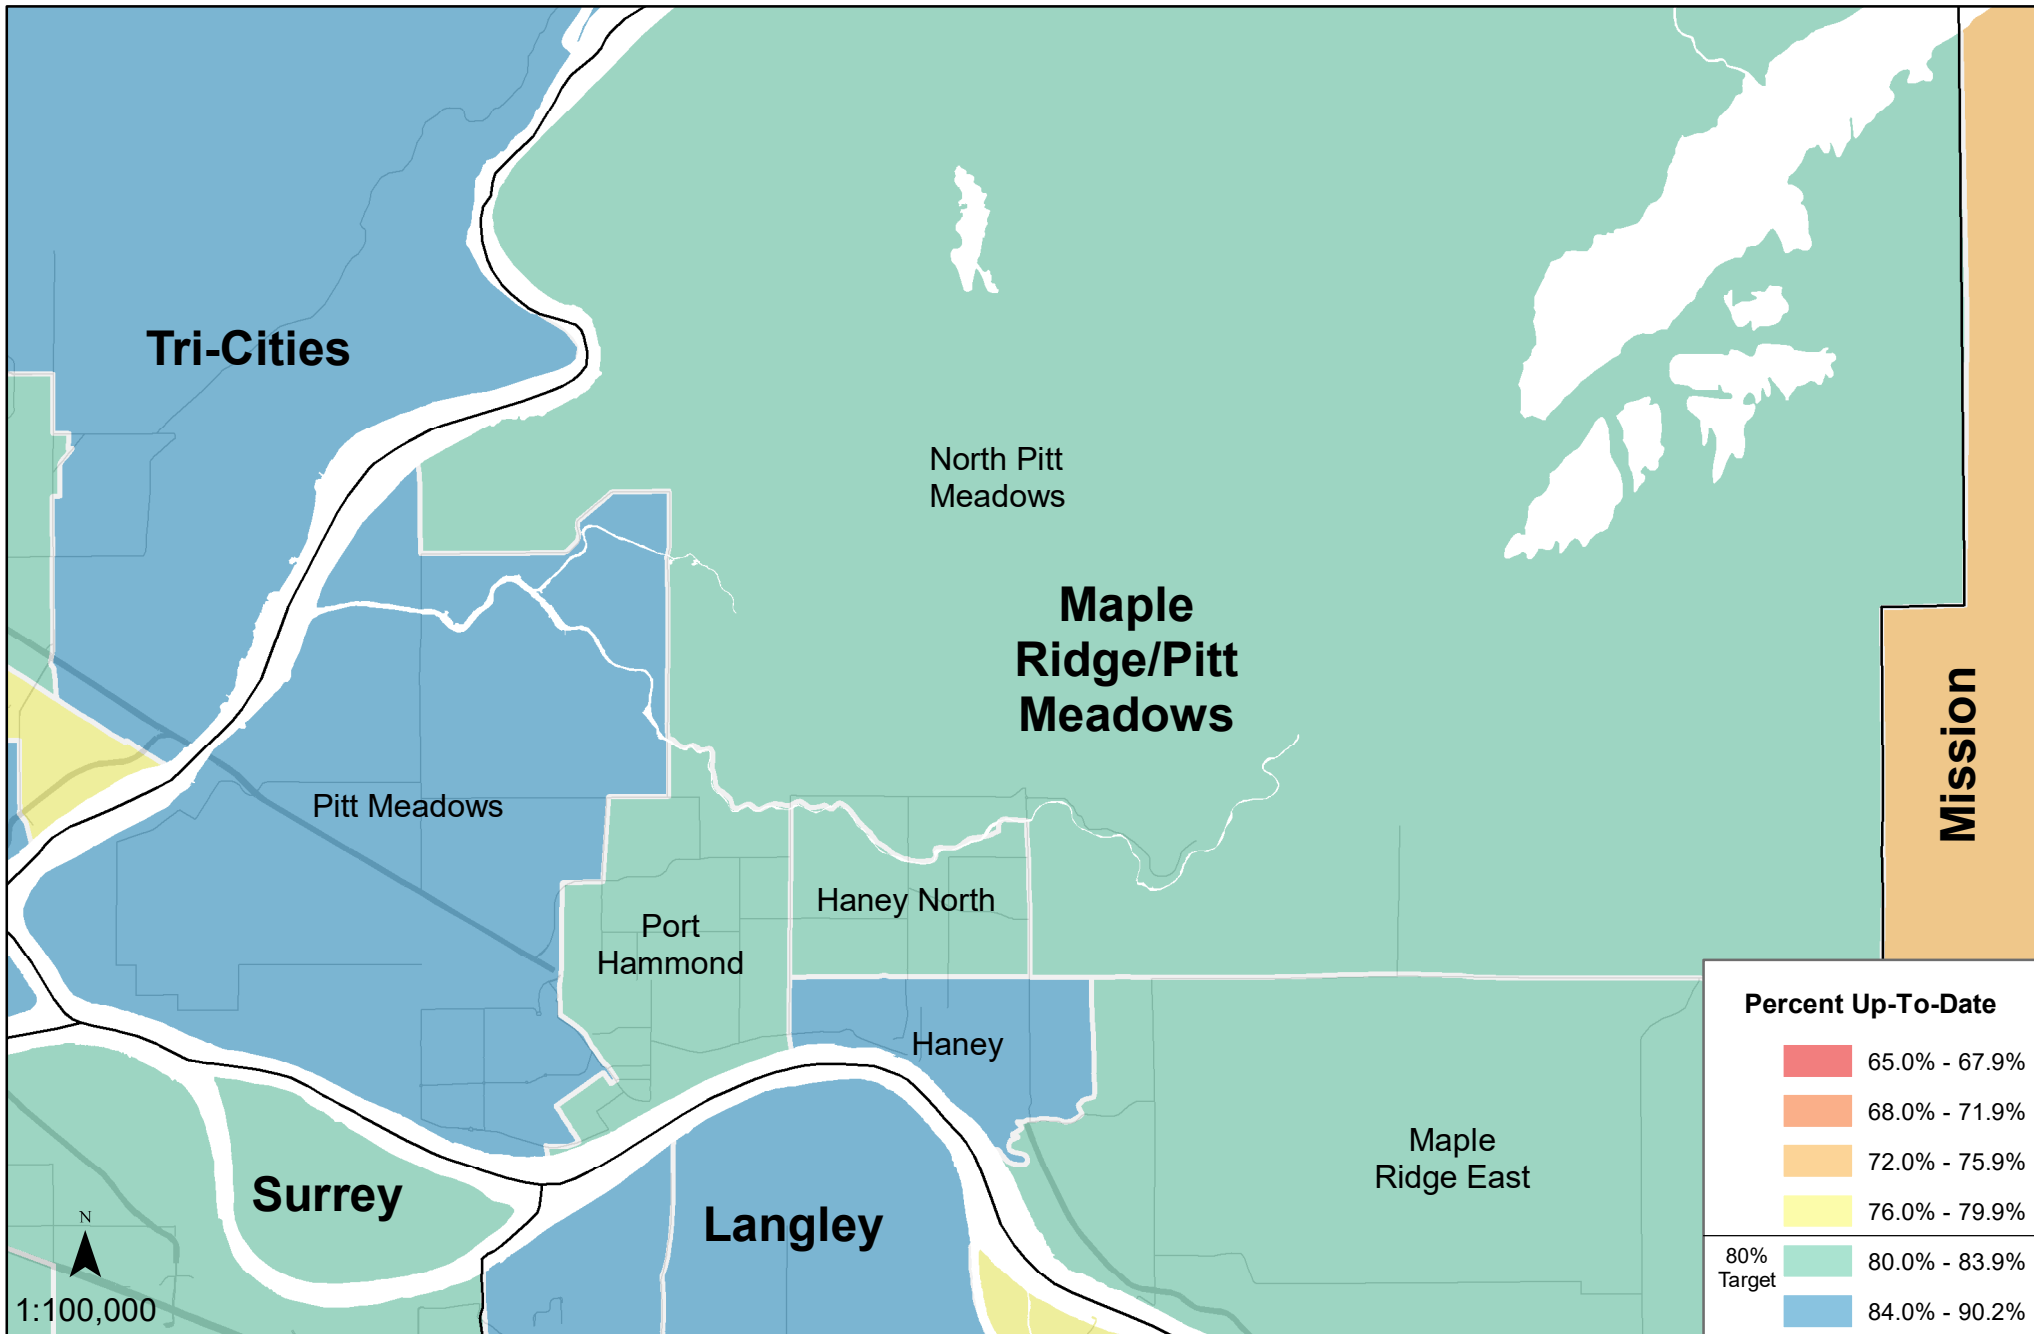 Tri-Cities
North Pitt
Meadows
Maple
Ridge/Pitt
Meadows
Mission
Pitt Meadows
Haney North
Port
Hammond
Haney
Maple
Ridge East
Surrey
Langley
N
1:100,000
Percent Up-To-Date
65.0% - 67.9%
68.0% - 71.9%
72.0% - 75.9%
76.0% - 79.9%
80%
Target
80.0% - 83.9%
84.0% - 90.2%